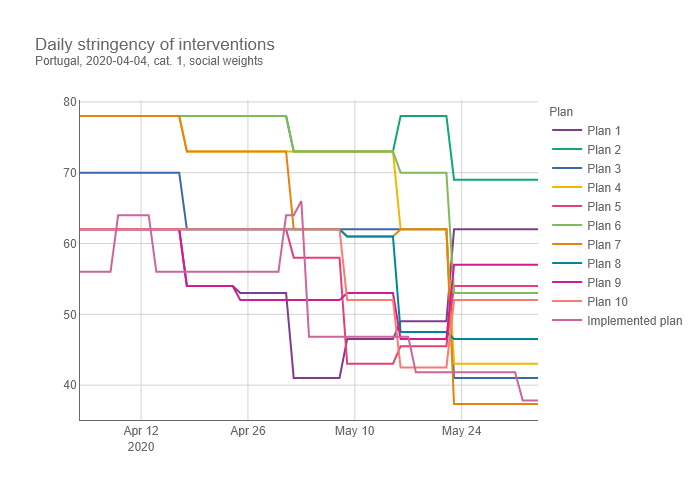 Daily stringency of interventions
Portugal, 2020-04-04, cat. 1, social weights
80
70
60
50
40
Apr 12
2020
Apr 26
May 10
May 24
Plan
Plan 1
Plan 2
Plan 3
Plan 4
Plan 5
Plan 6
Plan 7
Plan 8
Plan 9
Plan 10
Implemented plan